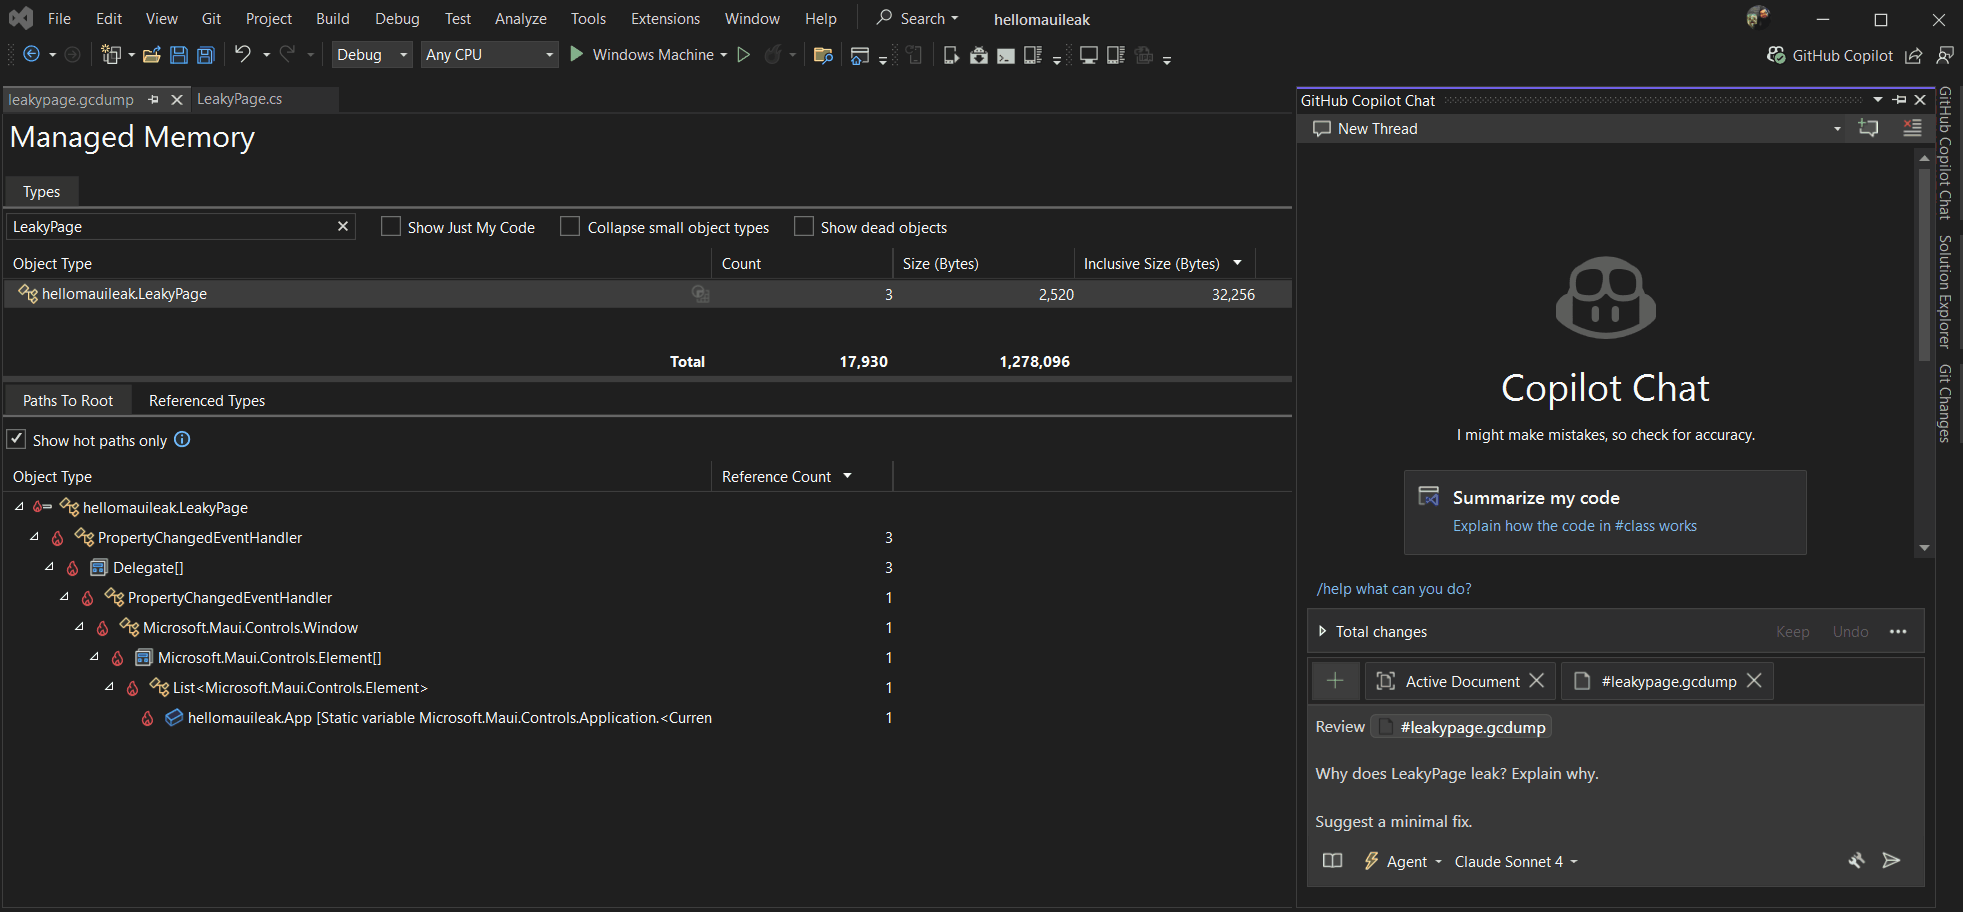 File Edit View Git Project Build Debug Test Analyze Tools Extensions Window Help Search hellomauileak
Debug Any CPU Windows Machine GitHub Copilot
leakypage.gcdump LeakyPage.cs
Managed Memory
Types
LeakyPage Show Just My Code Collapse small object types Show dead objects
Object Type Count Size (Bytes) Inclusive Size (Bytes)
hellomauileak.LeakyPage 3 2,520 32,256
Total 17,930 1,278,096
Paths To Root Referenced Types
Show hot paths only
Object Type Reference Count
hellomauileak.LeakyPage
PropertyChangedEventHandler 3
Delegate[] 3
PropertyChangedEventHandler 1
Microsoft.Maui.Controls.Window 1
Microsoft.Maui.Controls.Element[] 1
List<Microsoft.Maui.Controls.Element> 1
hellomauileak.App [Static variable Microsoft.Maui.Controls.Application.<Curren 1
GitHub Copilot Chat
New Thread
Copilot Chat
I might make mistakes, so check for accuracy.
Summarize my code
Explain how the code in #class works
/help what can you do?
Total changes Keep Undo
Active Document #leakypage.gcdump
Review #leakypage.gcdump
Why does LeakyPage leak? Explain why.
Suggest a minimal fix.
Agent Claude Sonnet 4
GitHub Copilot Chat
Solution Explorer
Git Changes